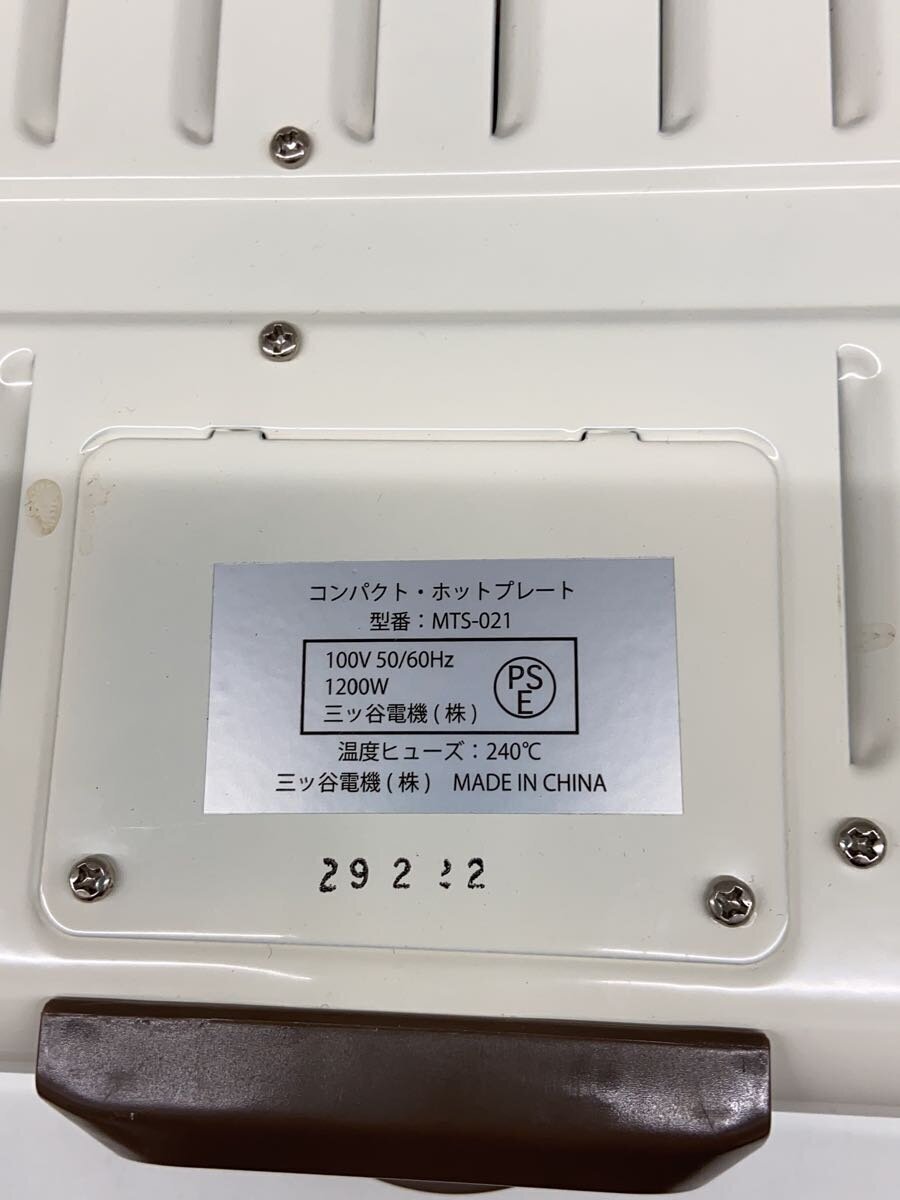 コンパクト・ホットプレート
型番：MTS-021
100V 50/60Hz
1200W
三ッ谷電機(株)
PS
E
温度ヒューズ：240℃
三ッ谷電機(株) MADE IN CHINA